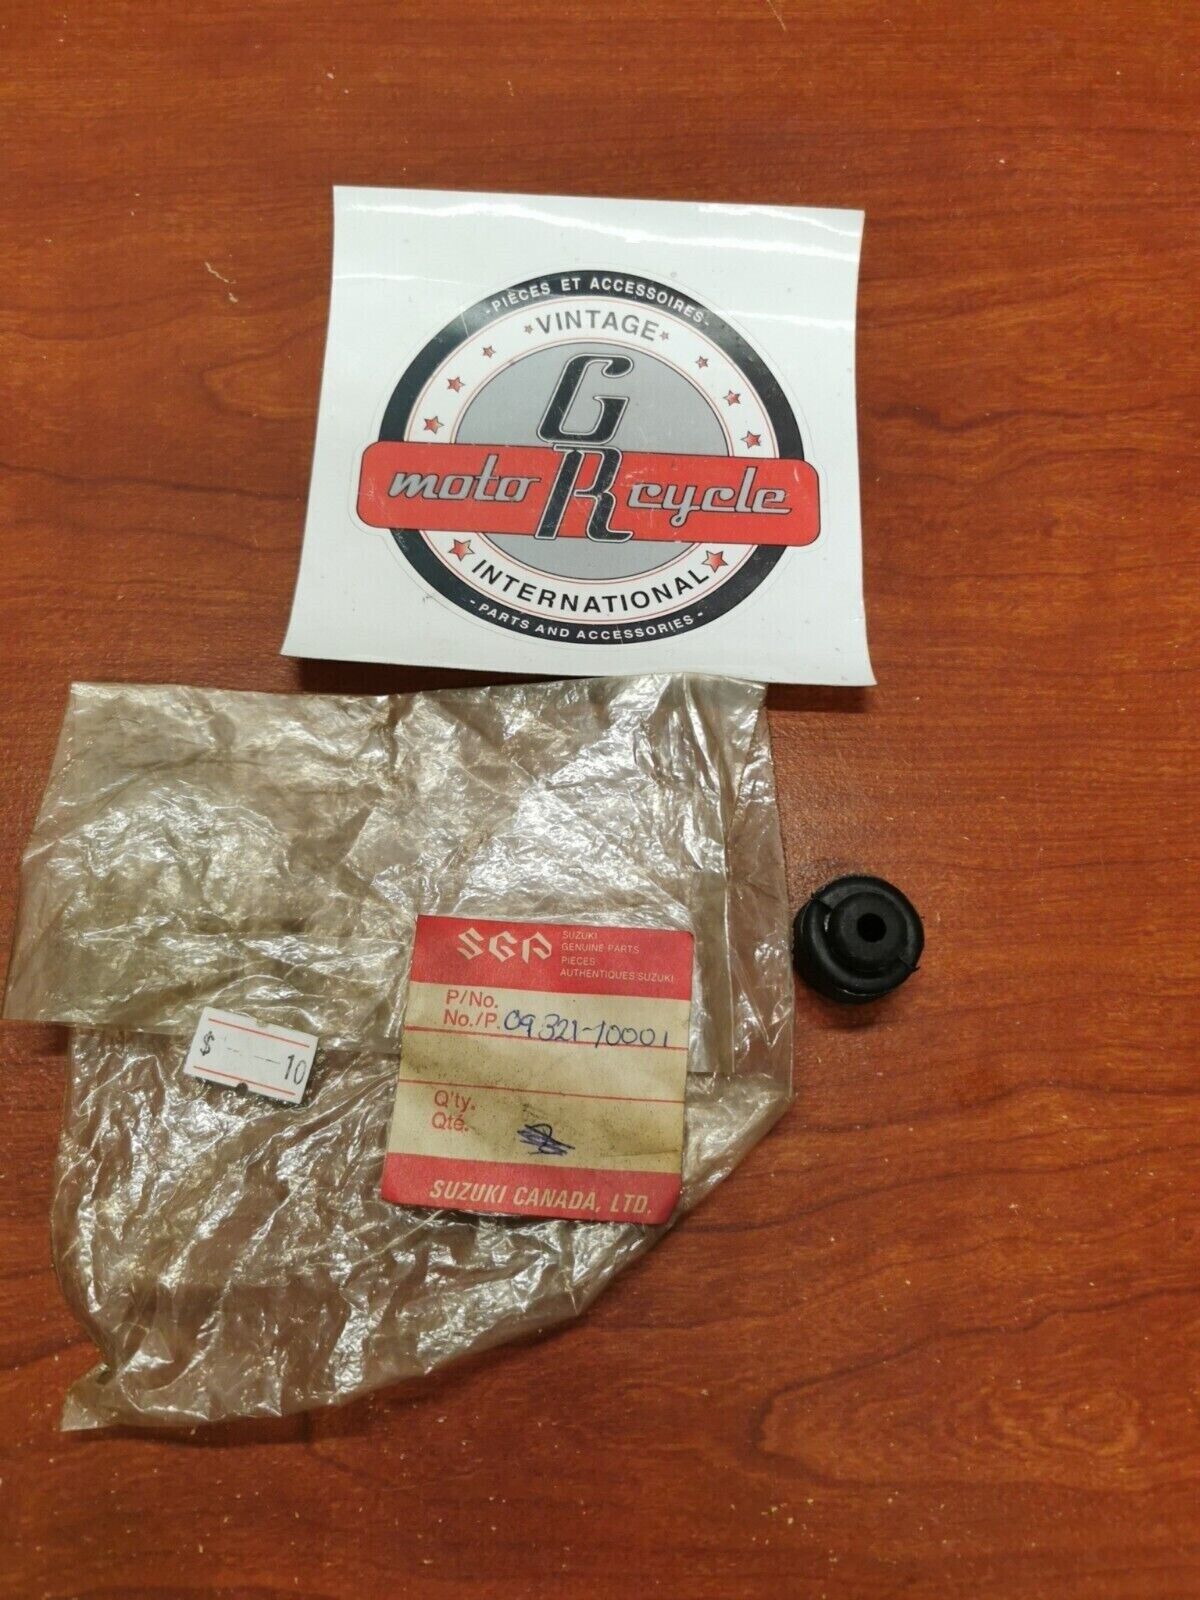 -PIÈCES ET ACCESSOIRES-
VINTAGE
G
moto R cycle
INTERNATIONAL
-PARTS AND ACCESSORIES-
SGP
SUZUKI
GENUINE PARTS
PIECES
AUTHENTIQUES SUZUKI
P/No.
No./P. 09321-10001
$ 10
Q'ty.
Qté.
SUZUKI CANADA, LTD.